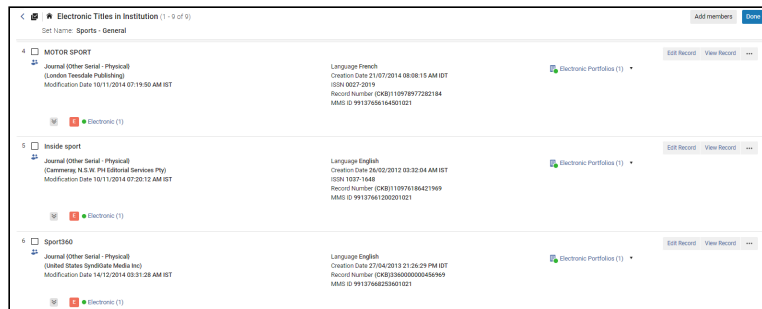 Electronic Titles in Institution (1 - 9 of 9)
Add members
Done
Set Name: Sports - General
4 MOTOR SPORT
Edit Record View Record
Journal (Other Serial - Physical)
(London Teesdale Publishing)
Modification Date 10/11/2014 07:19:50 AM IST
Language French
Creation Date 21/07/2014 08:08:15 AM IDT
ISSN 0027-2019
Record Number (CKB)110978977282184
MMS ID 99137656164501021
Electronic Portfolios (1)
E Electronic (1)
5 Inside sport
Edit Record View Record
Journal (Other Serial - Physical)
(Cammeray, N.S.W. PH Editorial Services Pty)
Modification Date 10/11/2014 07:20:12 AM IST
Language English
Creation Date 26/02/2012 03:32:04 AM IST
ISSN 1037-1648
Record Number (CKB)110976186421969
MMS ID 99137661200201021
Electronic Portfolios (1)
E Electronic (1)
6 Sport360
Edit Record View Record
Journal (Other Serial - Physical)
(United States SyndiGate Media Inc)
Modification Date 14/12/2014 03:31:28 AM IST
Language English
Creation Date 27/04/2013 21:26:29 PM IDT
Record Number (CKB)3360000000456969
MMS ID 99137668253601021
Electronic Portfolios (1)
E Electronic (1)